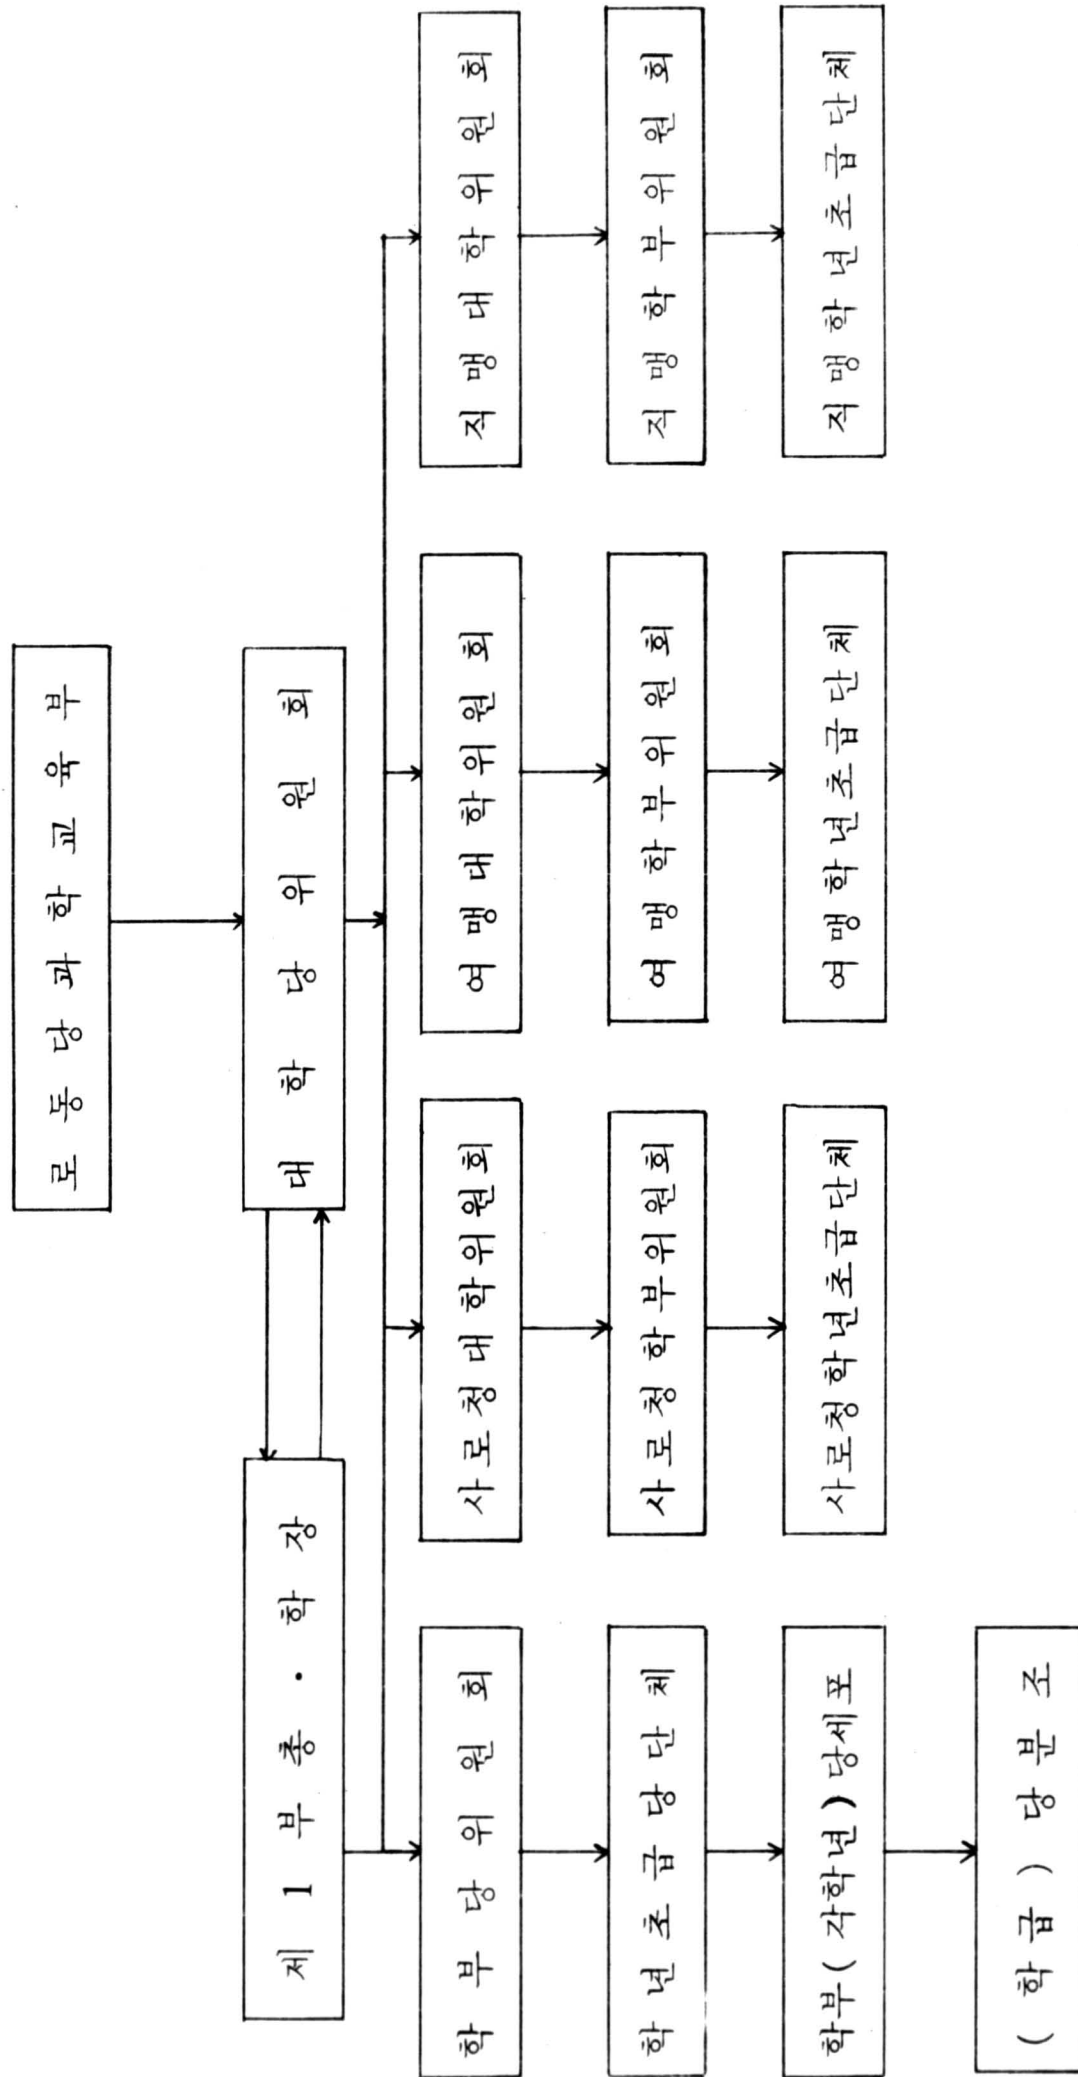 로동당과학교육부
제1부총·학장
대학당위원회
학부당위원회
사로청대학위원회
여맹대학위원회
직맹대학위원회
학년초급당단체
사로청학부위원회
여맹학부위원회
직맹학부위원회
학부(각학년)당세포
사로청학년초급단체
여맹학년초급단체
직맹학년초급단체
(학급)당분조